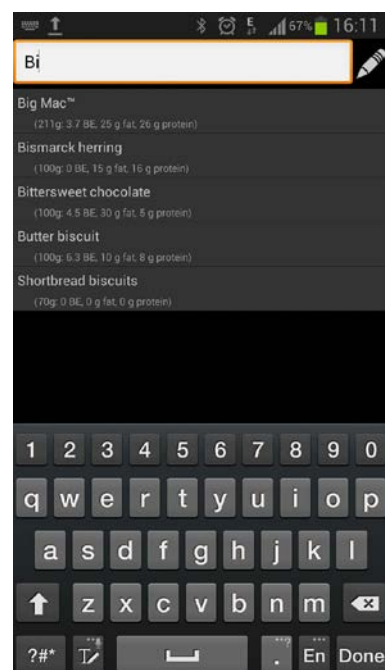 67% 16:11
Bi
Big Mac™
(211g: 3.7 BE, 25 g fat, 26 g protein)
Bismarck herring
(100g: 0 BE, 15 g fat, 16 g protein)
Bittersweet chocolate
(100g: 4.5 BE, 30 g fat, 5 g protein)
Butter biscuit
(100g: 6.3 BE, 10 g fat, 8 g protein)
Shortbread biscuits
(70g: 0 BE, 0 g fat, 0 g protein)
1 2 3 4 5 6 7 8 9 0
q w e r t y u i o p
a s d f g h j k l
z x c v b n m
?#* T . En Done